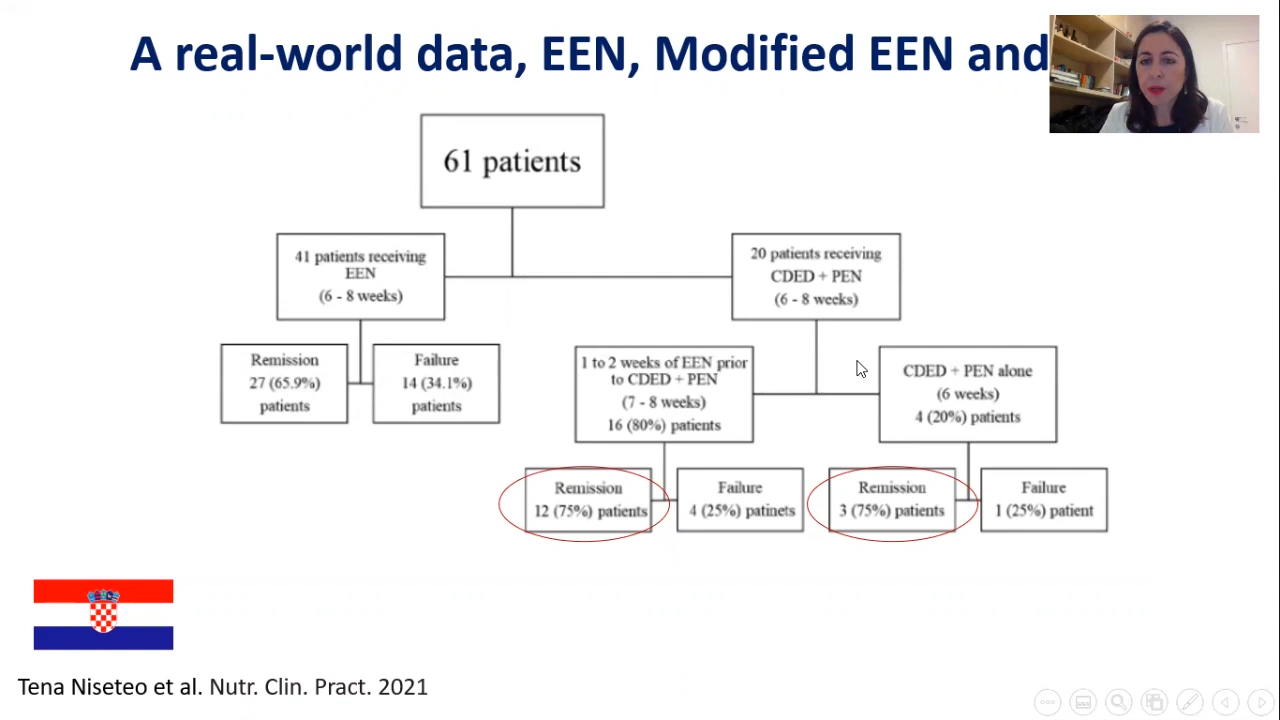 A real-world data, EEN, Modified EEN and
61 patients
41 patients receiving
EEN
(6 - 8 weeks)
20 patients receiving
CDED + PEN
(6 - 8 weeks)
Remission
27 (65.9%)
patients
Failure
14 (34.1%)
patients
1 to 2 weeks of EEN prior
to CDED + PEN
(7 - 8 weeks)
16 (80%) patients
CDED + PEN alone
(6 weeks)
4 (20%) patients
Remission
12 (75%) patients
Failure
4 (25%) patinets
Remission
3 (75%) patients
Failure
1 (25%) patient
Tena Niseteo et al. Nutr. Clin. Pract. 2021